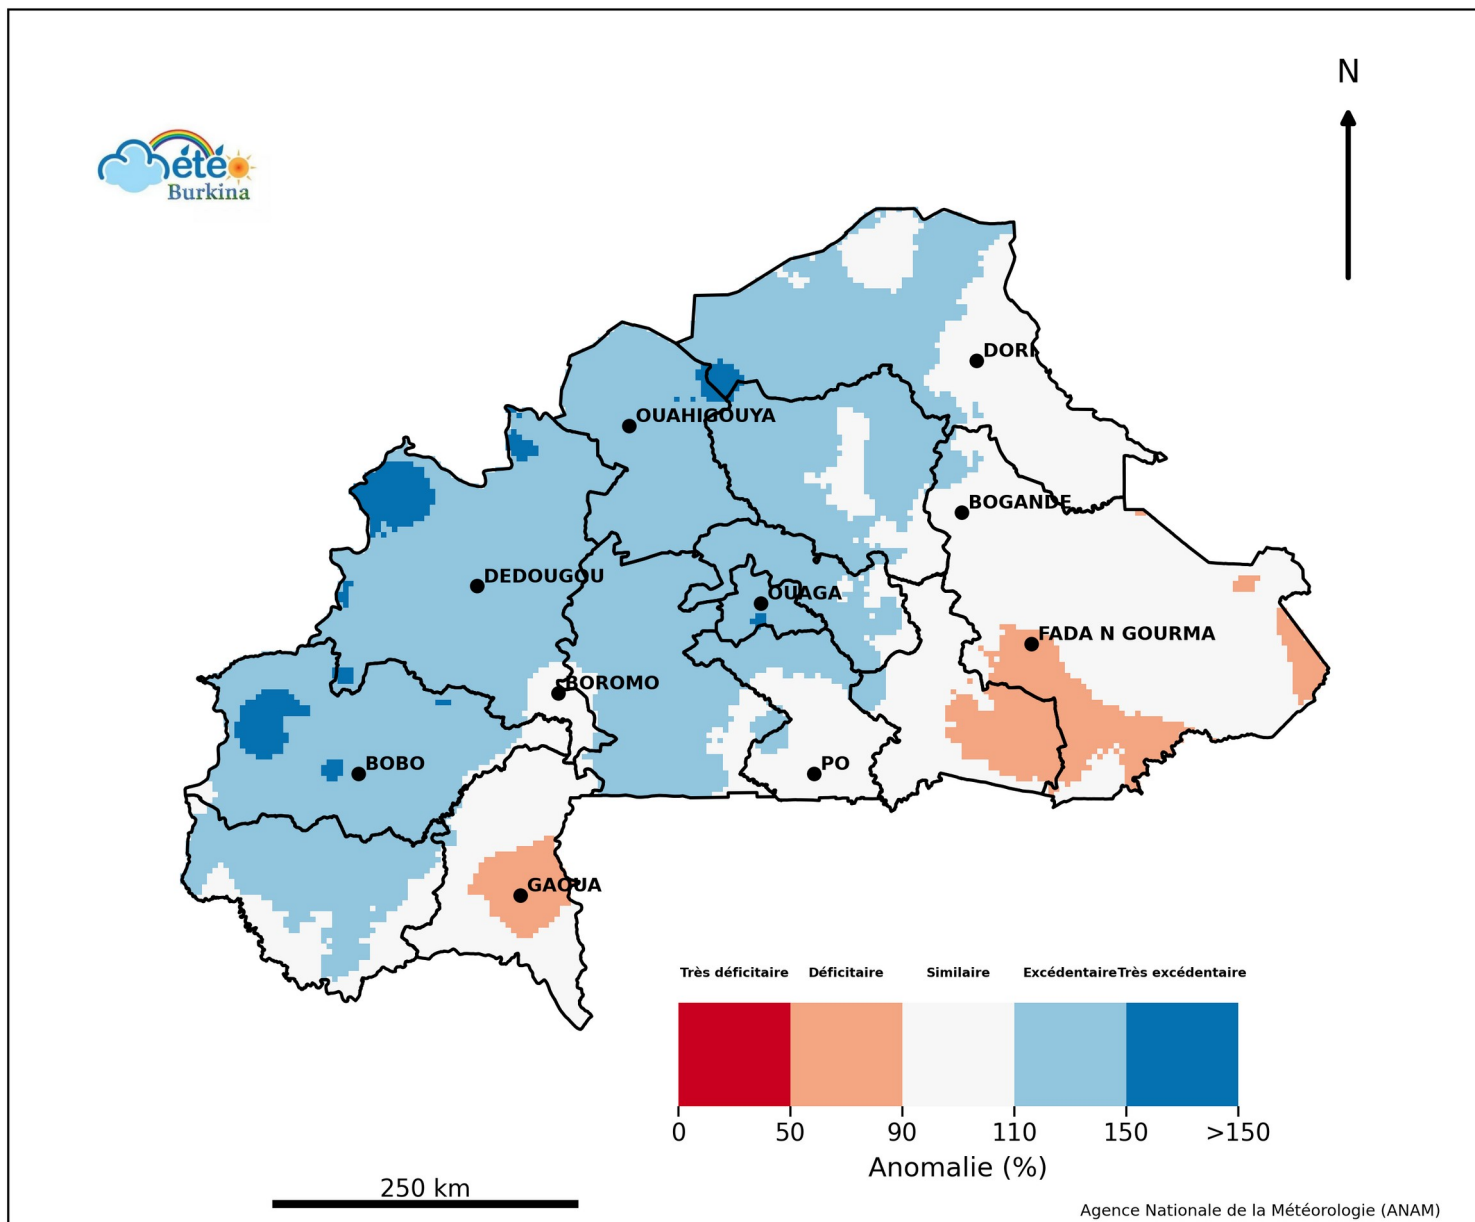 N
été
Burkina
DORI
OUAHIGOUYA
BOGANDE
DEDOUGOU
OUAGA
FADA N GOURMA
BOROMO
BOBO
PO
GAOUA
Très déficitaire Déficitaire Similaire Excédentaire Très excédentaire
0 50 90 110 150 >150
Anomalie (%)
250 km
Agence Nationale de la Météorologie (ANAM)